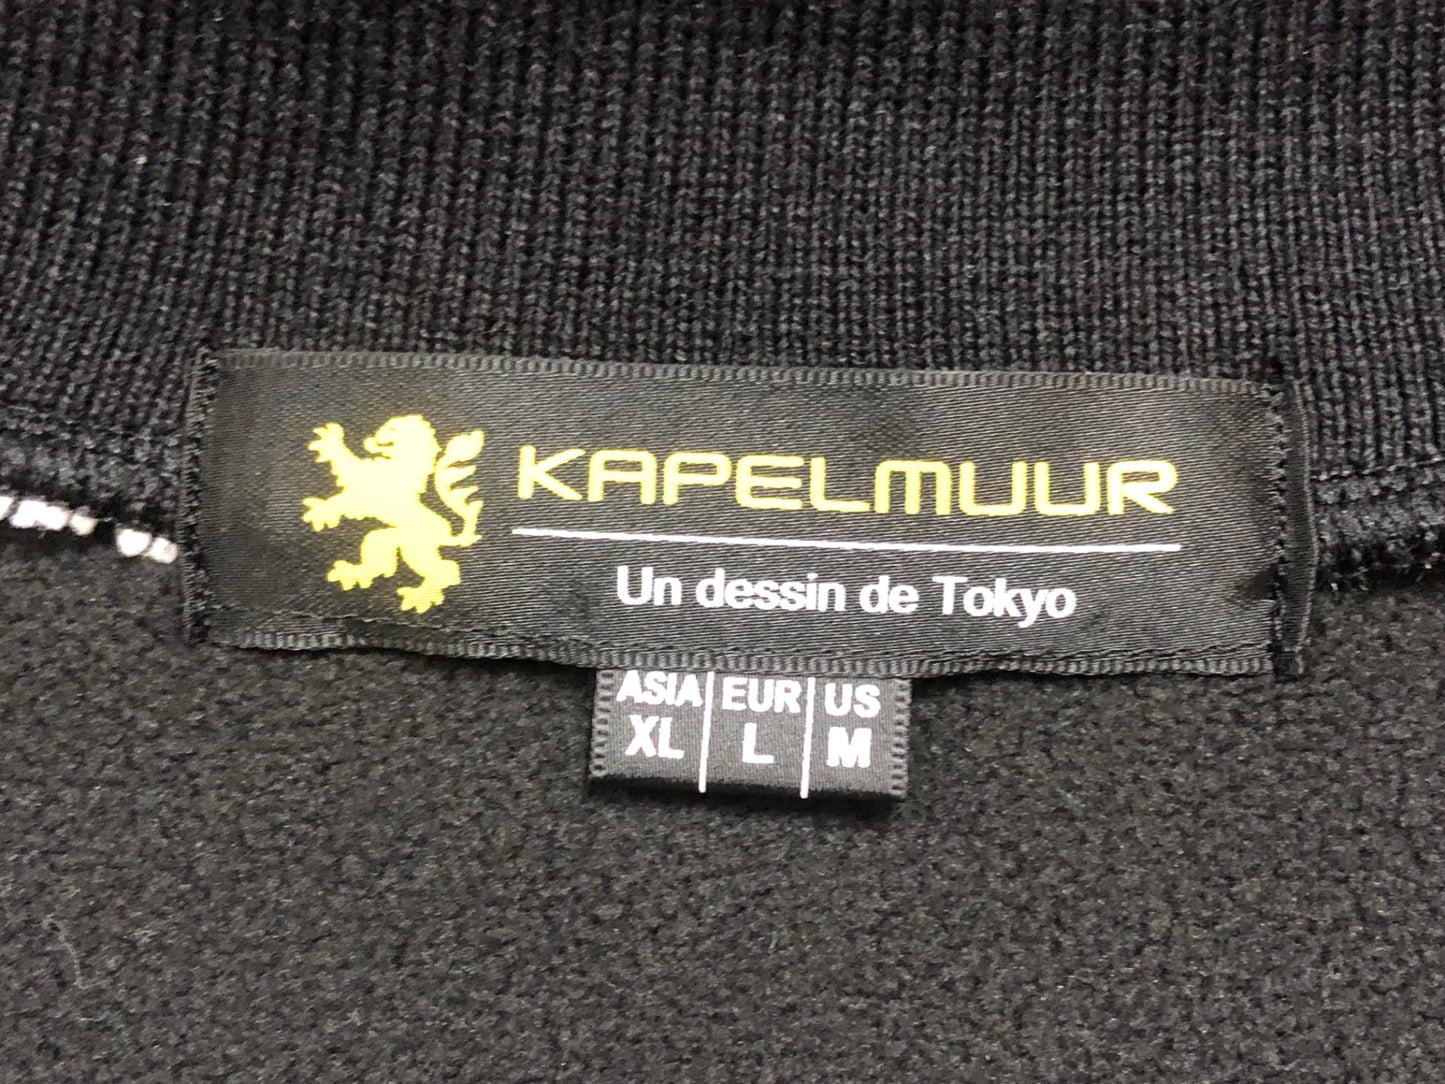 KAPELMUUR
Un dessin de Tokyo
ASIA EUR US
XL L M